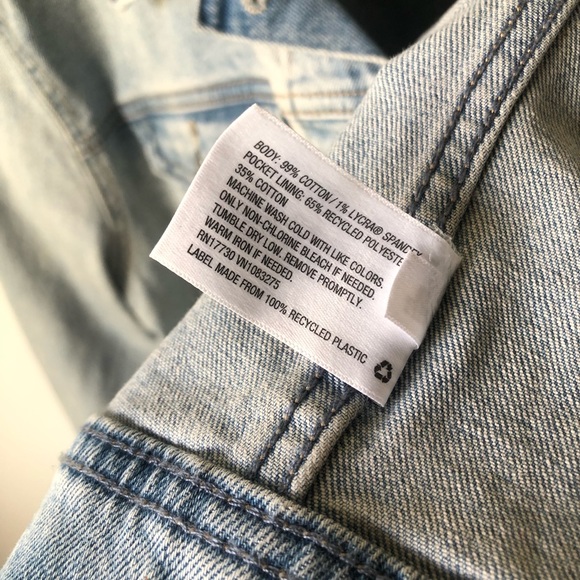 BODY: 99% COTTON/ 1% LYCRA® SPANDEX
POCKET LINING: 65% RECYCLED POLYESTE
35% COTTON
MACHINE WASH COLD WITH LIKE COLORS.
ONLY NON-CHLORINE BLEACH IF NEEDED.
TUMBLE DRY LOW. REMOVE PROMPTLY.
WARM IRON IF NEEDED.
RN17730 VN1083275
LABEL MADE FROM 100% RECYCLED PLASTIC